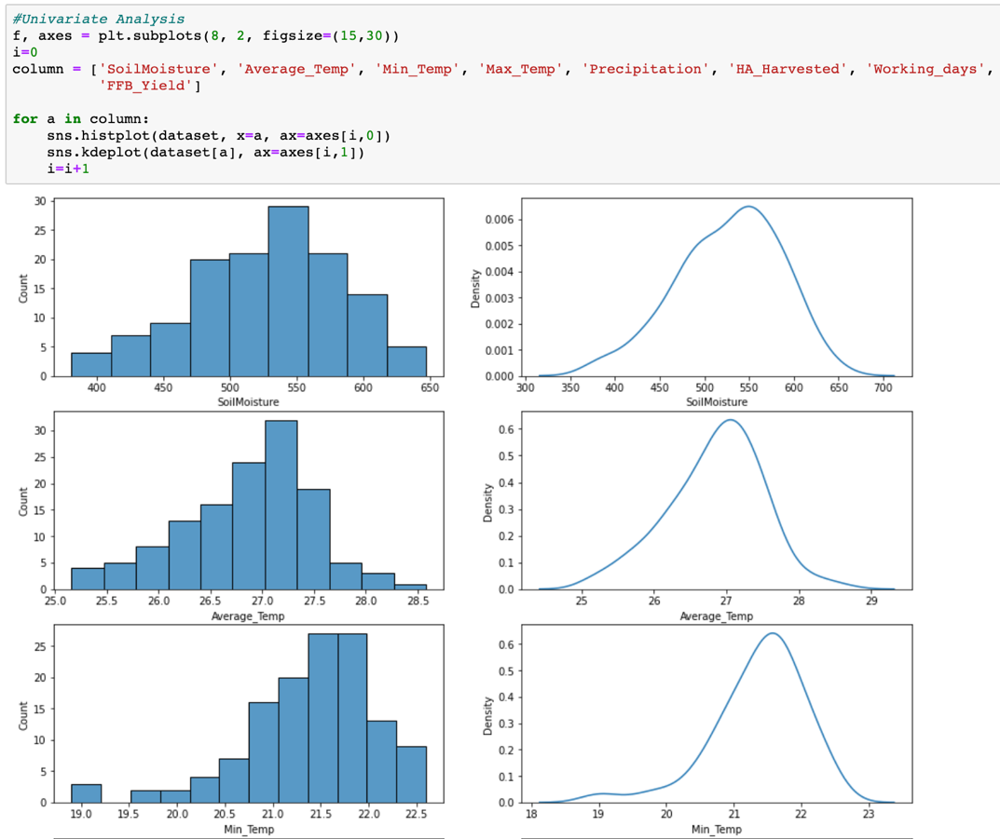 #Univariate Analysis
f, axes = plt.subplots(8, 2, figsize=(15,30))
i=0
column = ['SoilMoisture', 'Average_Temp', 'Min_Temp', 'Max_Temp', 'Precipitation', 'HA_Harvested', 'Working_days',
'FFB_Yield']
for a in column:
sns.histplot(dataset, x=a, ax=axes[i,0])
sns.kdeplot(dataset[a], ax=axes[i,1])
i=i+1
30
25
20
15
10
5
0
Count
400 450 500 550 600 650
SoilMoisture
0.006
0.005
0.004
0.003
0.002
0.001
0.000
Density
300 350 400 450 500 550 600 650 700
SoilMoisture
30
25
20
15
10
5
0
Count
25.0 25.5 26.0 26.5 27.0 27.5 28.0 28.5
Average_Temp
0.6
0.5
0.4
0.3
0.2
0.1
0.0
Density
25 26 27 28 29
Average_Temp
25
20
15
10
5
0
Count
19.0 19.5 20.0 20.5 21.0 21.5 22.0 22.5
Min_Temp
0.6
0.5
0.4
0.3
0.2
0.1
0.0
Density
18 19 20 21 22 23
Min_Temp